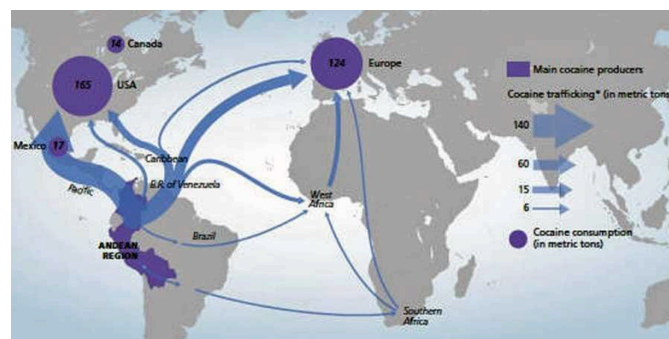 14 Canada
165 USA
124 Europe
Main cocaine producers
Cocaine trafficking* (in metric tons
140
60
15
6
Cocaine consumption
(in metric tons)
Mexico 17
Caribbean
Pacific
B.R. of Venezuela
West
Africa
Brazil
ANDEAN
REGION
Southern
Africa